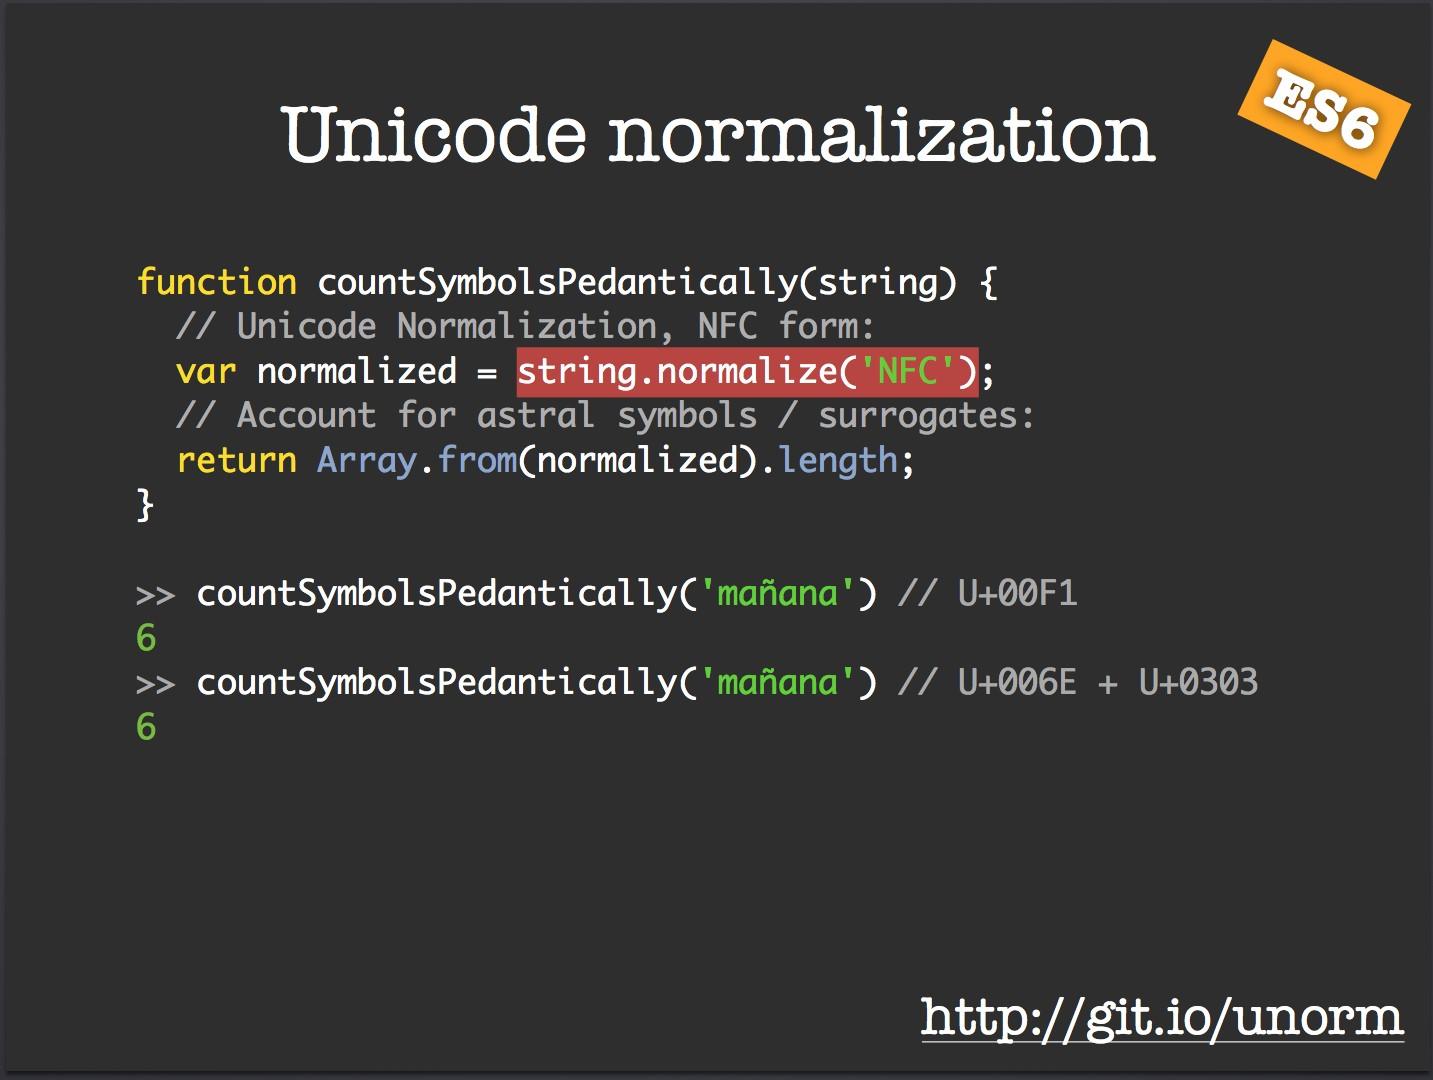 Unicode normalization
ES6
function countSymbolsPedantically(string) {
  // Unicode Normalization, NFC form:
  var normalized = string.normalize('NFC');
  // Account for astral symbols / surrogates:
  return Array.from(normalized).length;
}
>> countSymbolsPedantically('mañana') // U+00F1
6
>> countSymbolsPedantically('mañana') // U+006E + U+0303
6
http://git.io/unorm